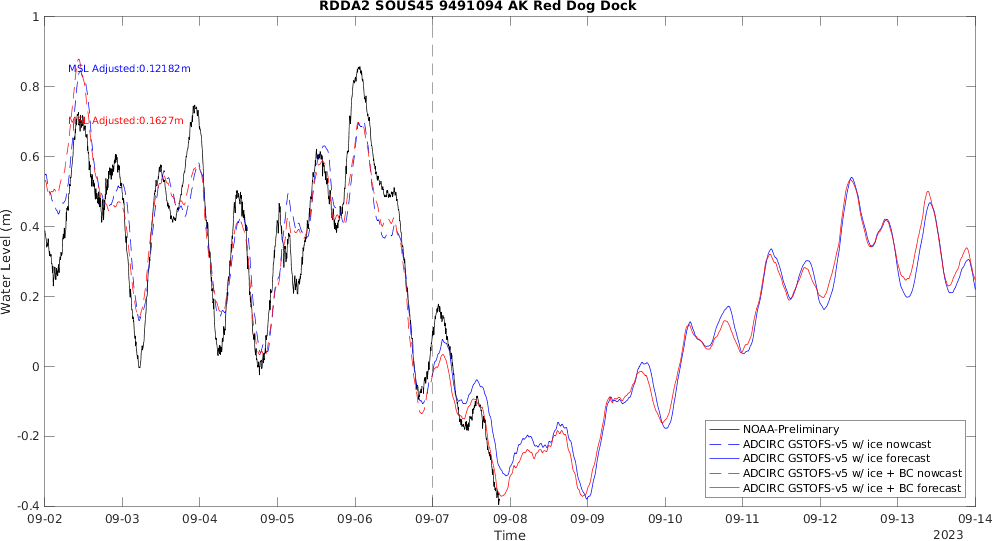 RDDA2 SOUS45 9491094 AK Red Dog Dock
1
0.8
0.6
0.4
0.2
0
-0.2
-0.4
Water Level (m)
MSL Adjusted:0.12182m
MSL Adjusted:0.1627m
NOAA-Preliminary
ADCIRC GSTOFS-v5 w/ ice nowcast
ADCIRC GSTOFS-v5 w/ ice forecast
ADCIRC GSTOFS-v5 w/ ice + BC nowcast
ADCIRC GSTOFS-v5 w/ ice + BC forecast
09-02 09-03 09-04 09-05 09-06 09-07 09-08 09-09 09-10 09-11 09-12 09-13 09-14
Time
2023